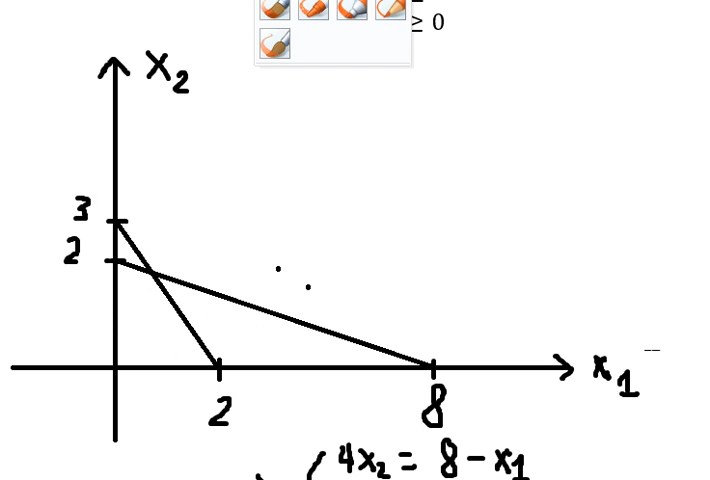 ≥ 0
x₂
3
2
x₁
2
8
4x₂ = 8 - x₁